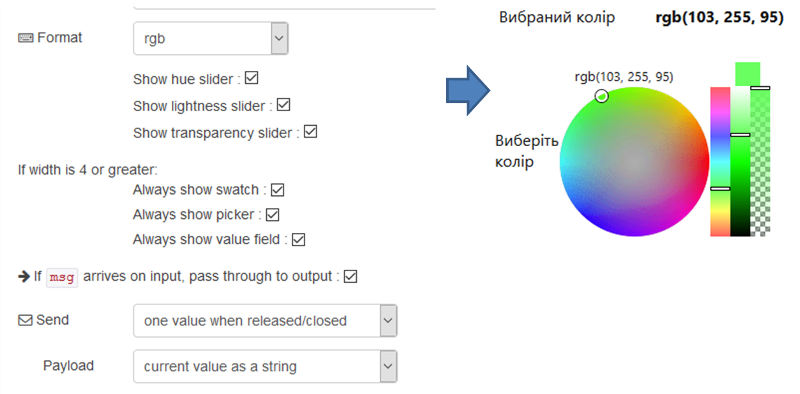 Format
rgb
Show hue slider :
Show lightness slider :
Show transparency slider :
If width is 4 or greater:
Always show swatch :
Always show picker :
Always show value field :
If msg arrives on input, pass through to output :
Send
one value when released/closed
Payload
current value as a string
Вибраний колір rgb(103, 255, 95)
rgb(103, 255, 95)
Виберіть
колір